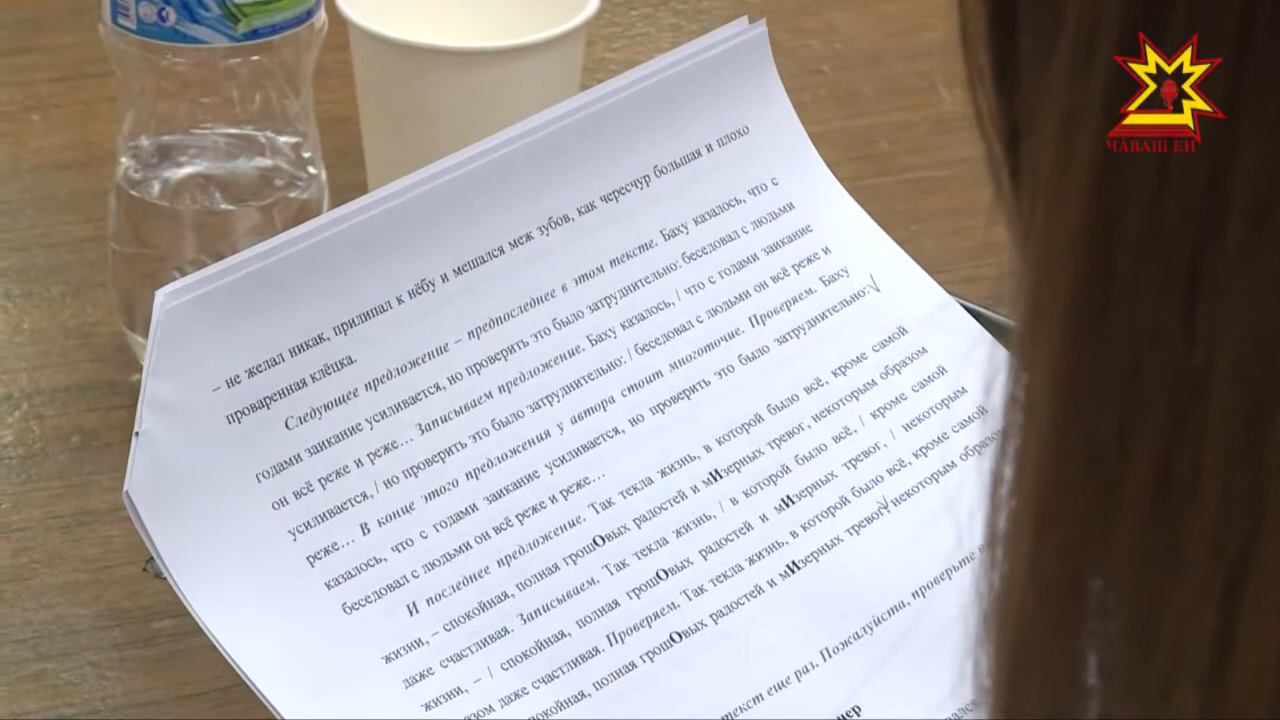 ЧӐВАШ ЕН
– не желал никак, прилипал к нёбу и мешался меж зубов, как чересчур большая и плохо
проваренная клёцка.
Следующее предложение – предпоследнее в этом тексте. Баху казалось, что с
годами заикание усиливается, но проверить это было затруднительно: беседовал с людьми
он всё реже и реже… Записываем предложение. Баху казалось, / что с годами заикание
усиливается, / но проверить это было затруднительно: / беседовал с людьми он всё реже и
реже… В конце этого предложения у автора стоит многоточие. Проверяем. Баху
казалось, что с годами заикание усиливается, но проверить это было затруднительно:√
беседовал с людьми он всё реже и реже…
И последнее предложение. Так текла жизнь, в которой было всё, кроме самой
жизни, – спокойная, полная грошОвых радостей и мИзерных тревог, некоторым образом
даже счастливая. Записываем. Так текла жизнь, / в которой было всё, / кроме самой
жизни, – / спокойная, полная грошОвых радостей и мИзерных тревог, / некоторым
азом даже счастливая. Проверяем. Так текла жизнь, в которой было всё, кроме самой
окойная, полная грошОвых радостей и мИзерных тревог,√ некоторым образо
текст еще раз. Пожалуйста, проверьте